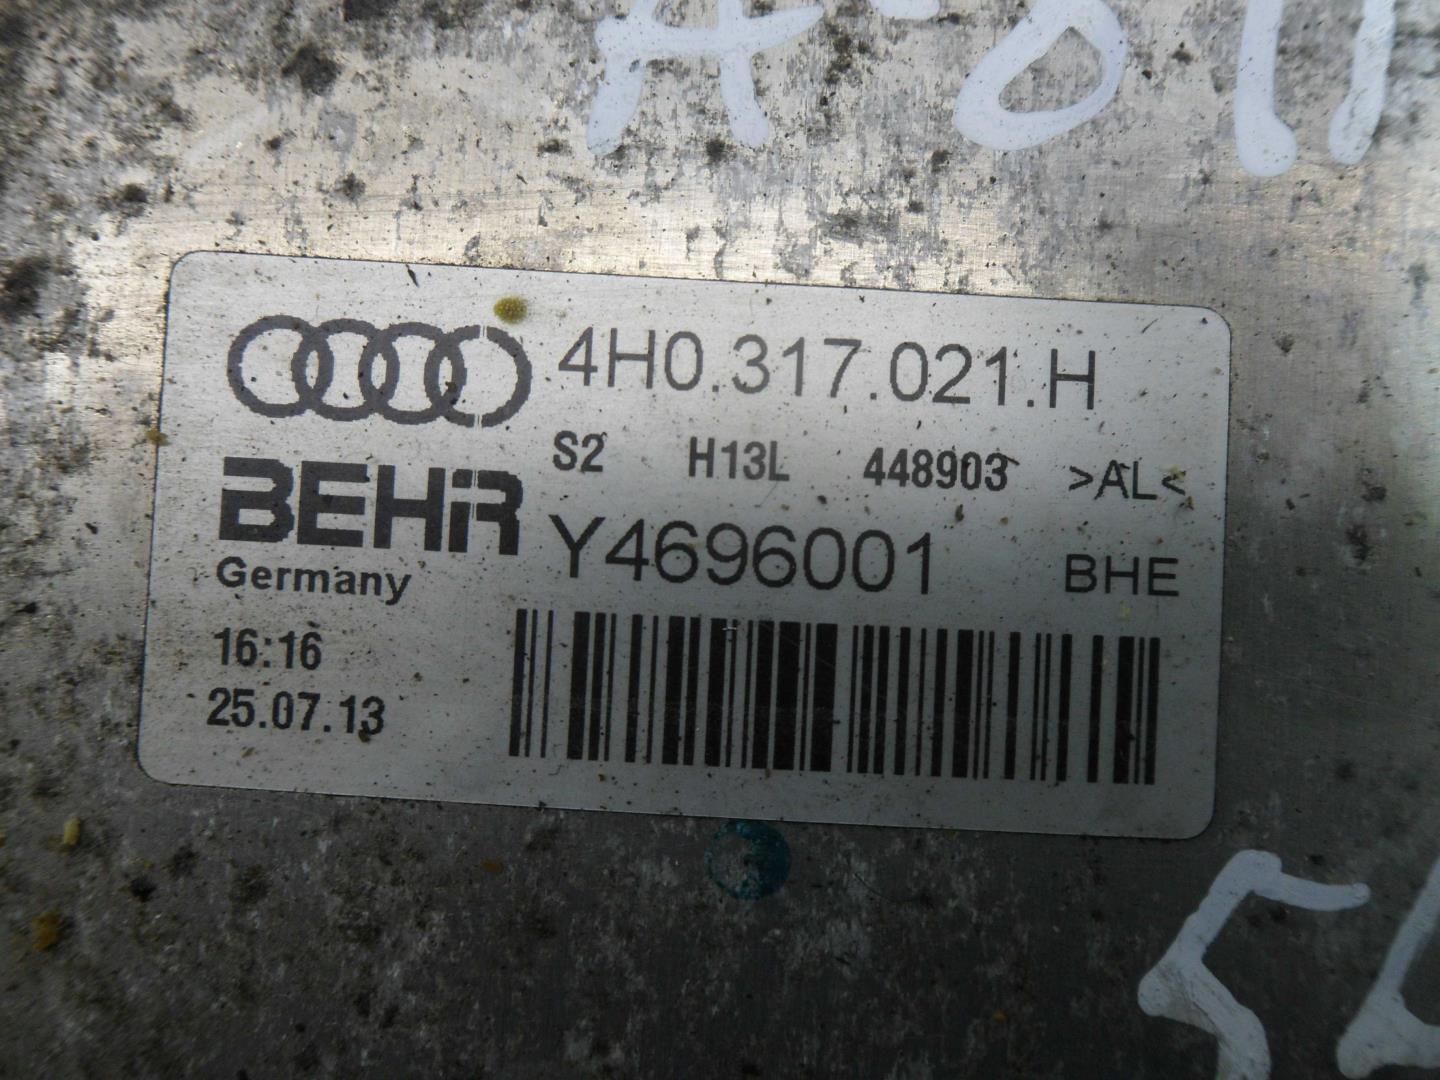 4H0.317.021.H
S2 H13L 448903 >AL<
BEHR
Germany
Y4696001 BHE
16:16
25.07.13